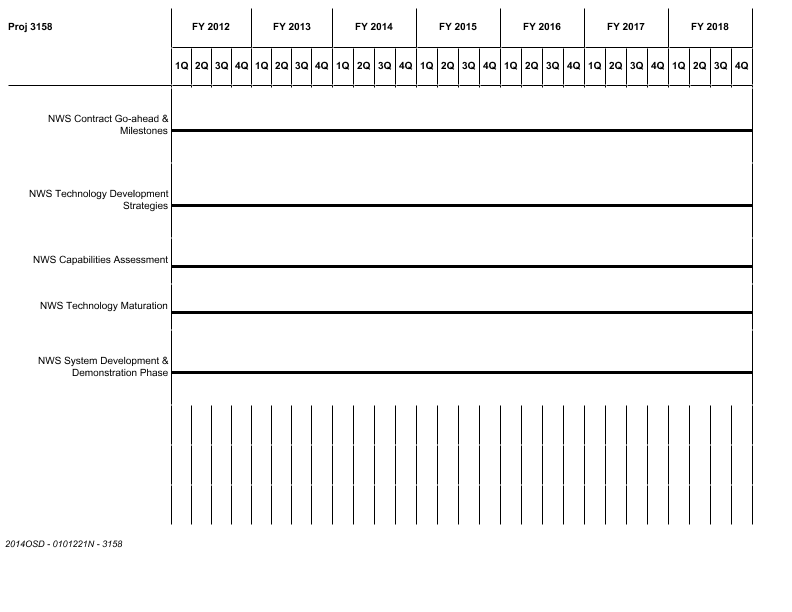 Proj 3158 FY 2012 FY 2013 FY 2014 FY 2015 FY 2016 FY 2017 FY 2018
1Q 2Q 3Q 4Q 1Q 2Q 3Q 4Q 1Q 2Q 3Q 4Q 1Q 2Q 3Q 4Q 1Q 2Q 3Q 4Q 1Q 2Q 3Q 4Q 1Q 2Q 3Q 4Q
NWS Contract Go-ahead &
Milestones
NWS Technology Development
Strategies
NWS Capabilities Assessment
NWS Technology Maturation
NWS System Development &
Demonstration Phase
2014OSD - 0101221N - 3158